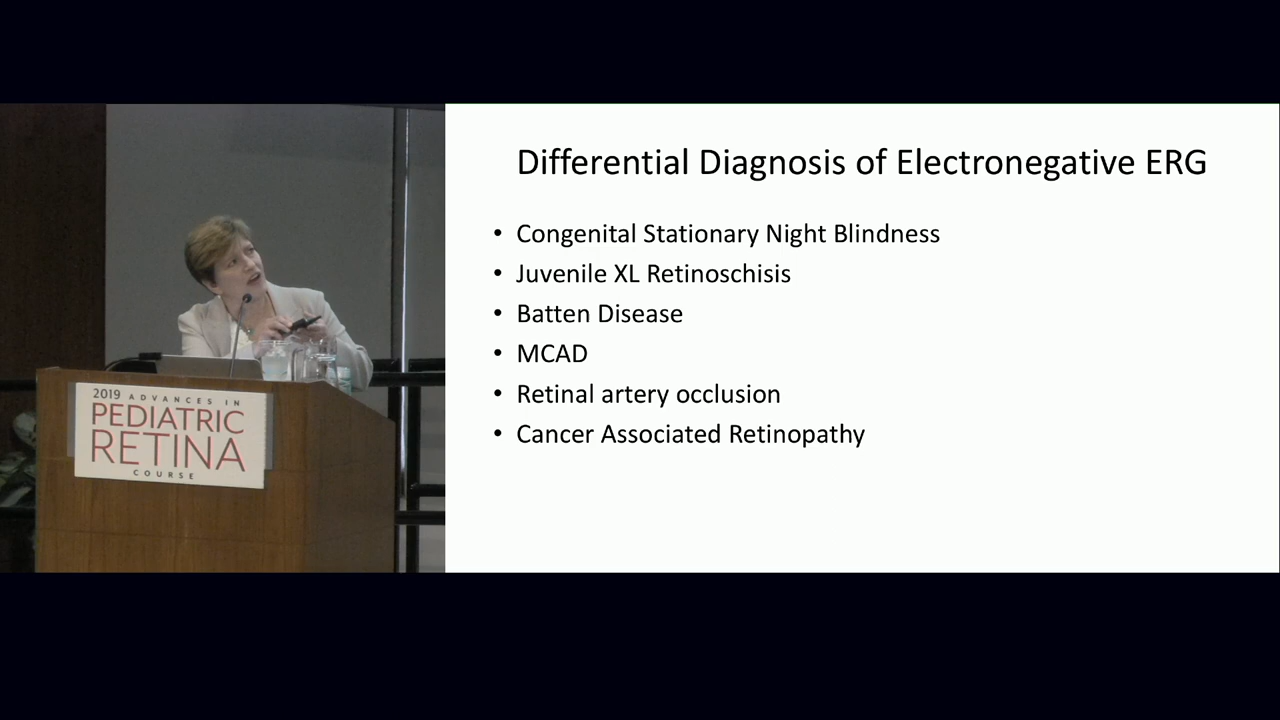 Differential Diagnosis of Electronegative ERG
• Congenital Stationary Night Blindness
• Juvenile XL Retinoschisis
• Batten Disease
• MCAD
• Retinal artery occlusion
• Cancer Associated Retinopathy
2019 ADVANCES IN
PEDIATRIC
RETINA
COURSE